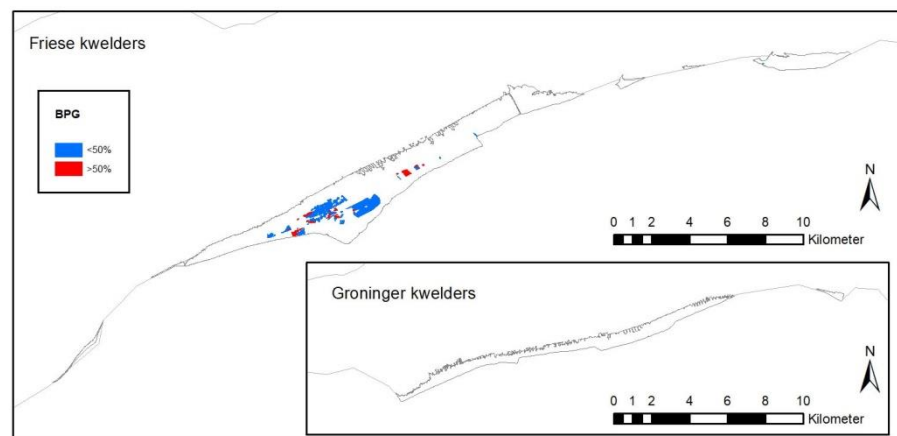 Friese kwelders
BPG
<50%
>50%
N
0 1 2 4 6 8 10
Kilometer
Groninger kwelders
N
0 1 2 4 6 8 10
Kilometer